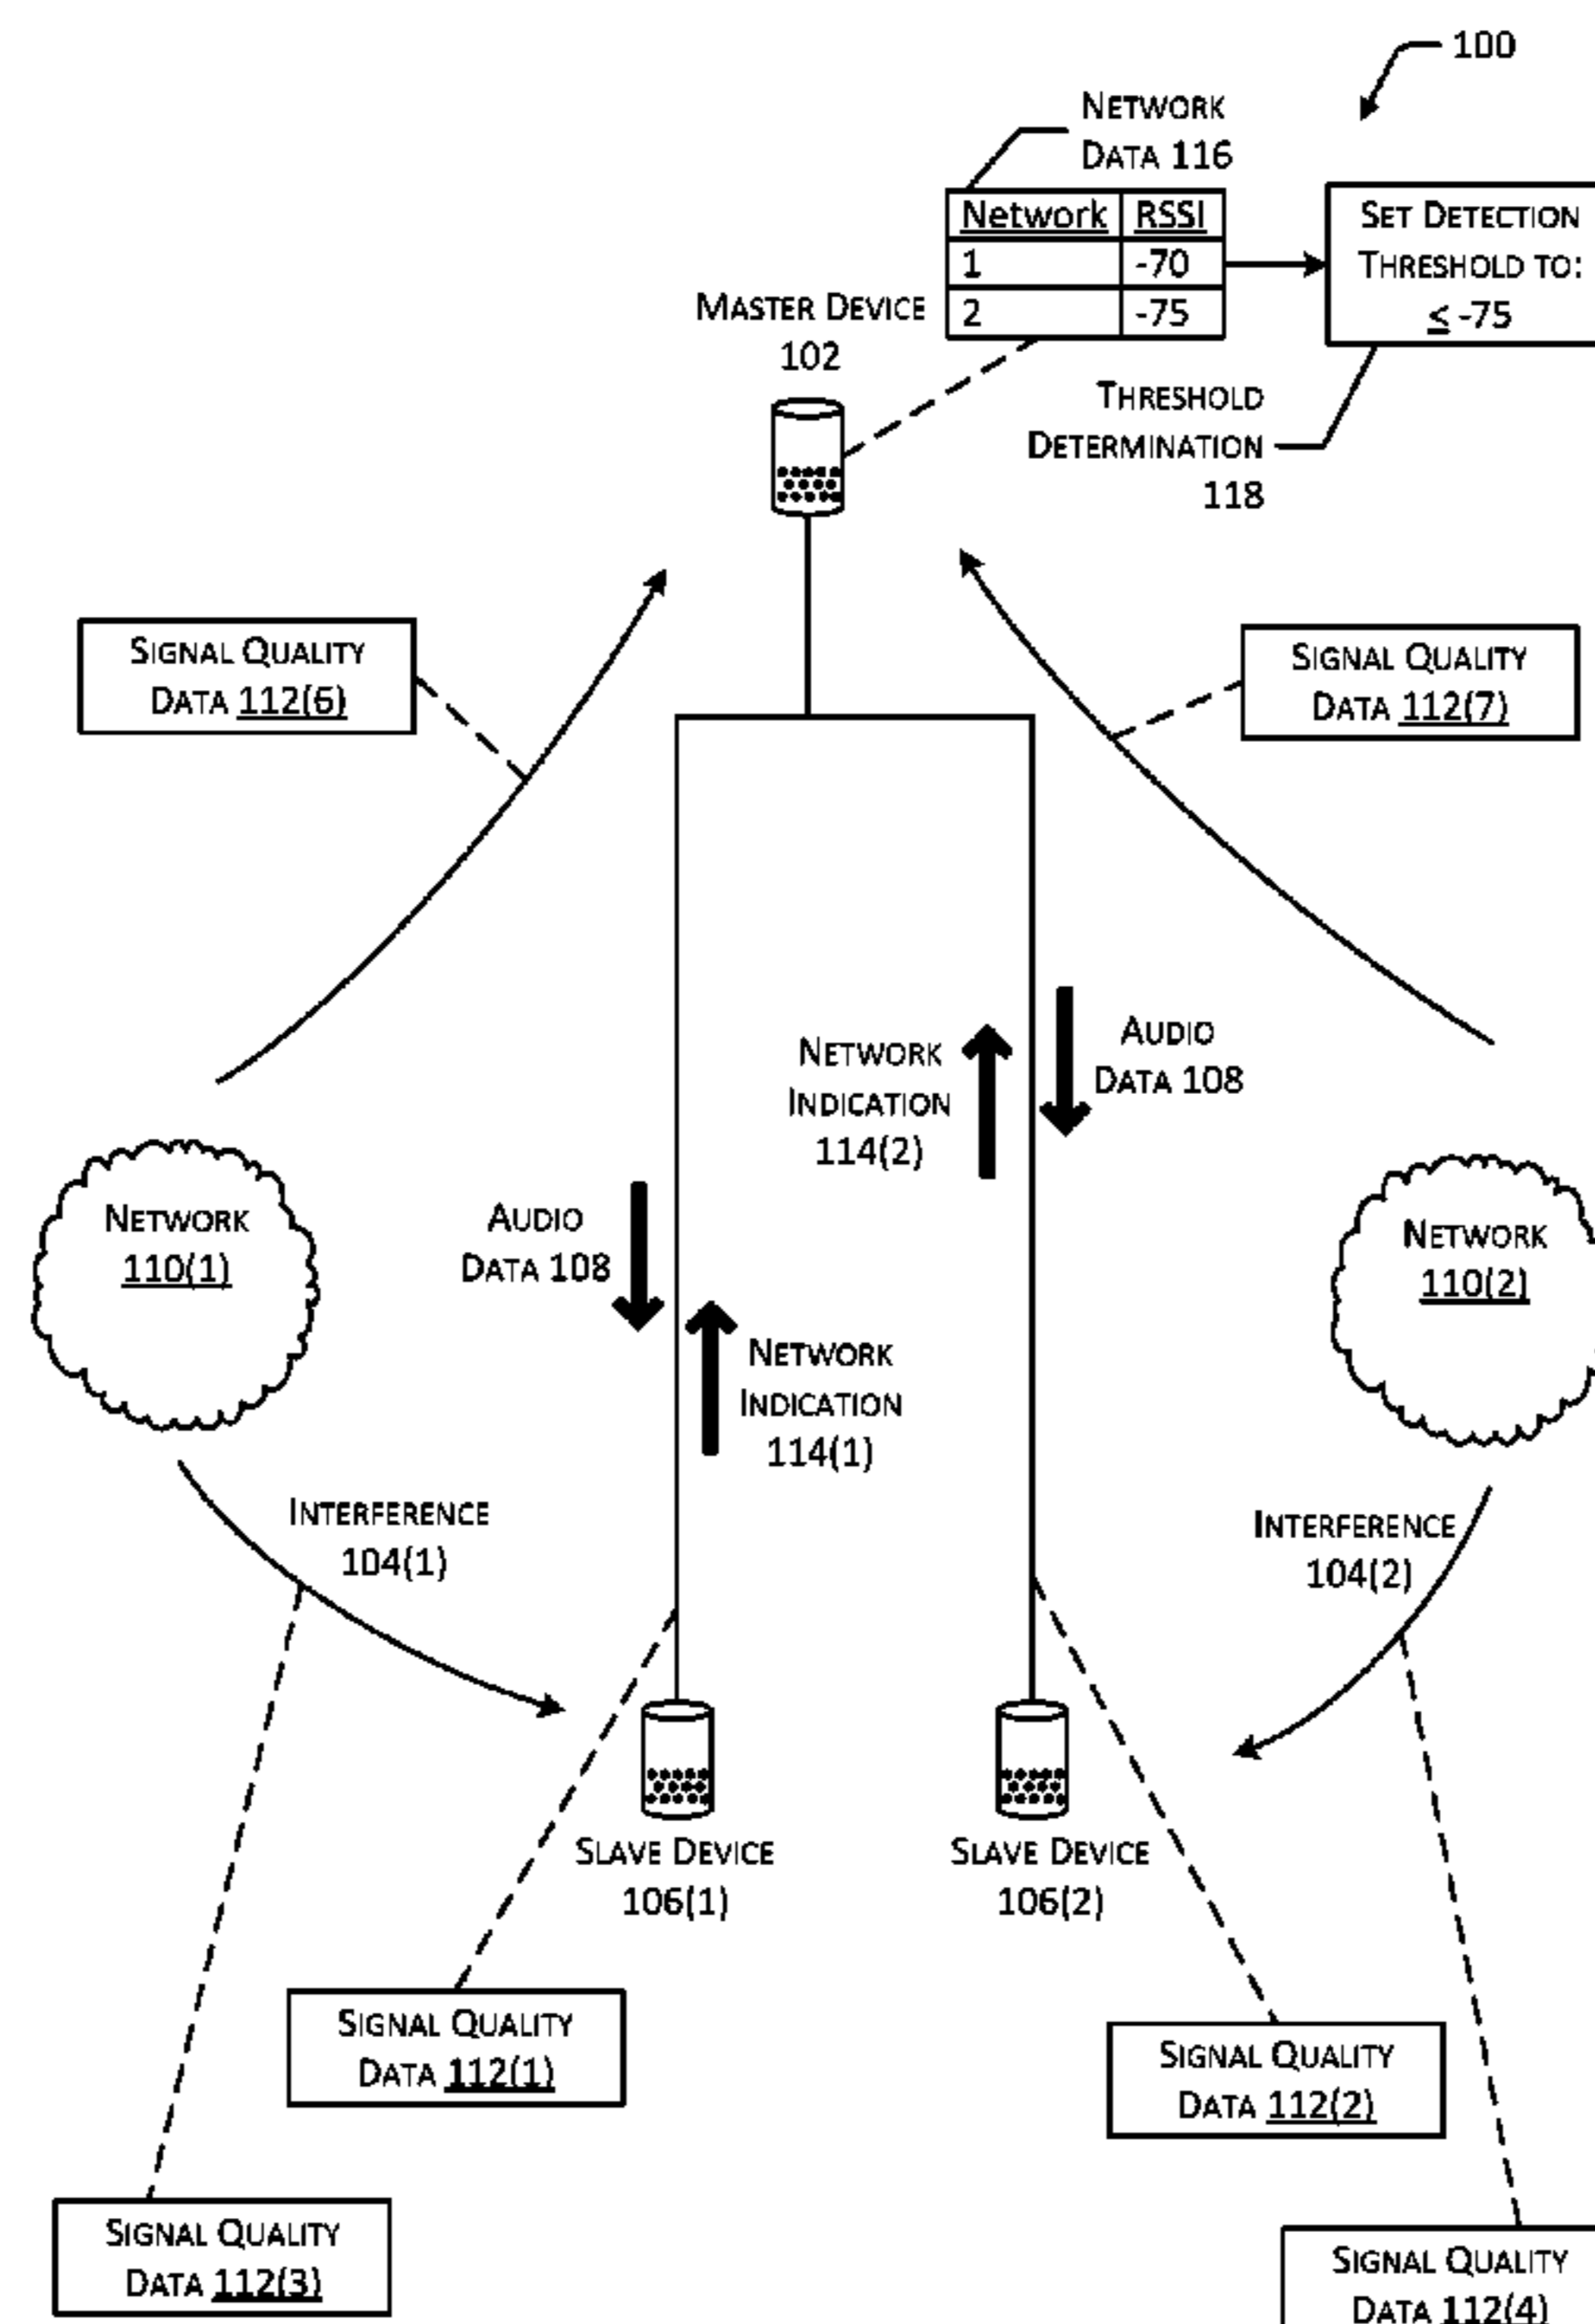 100
NETWORK
DATA 116
Network RSSI
1 -70
2 -75
SET DETECTION
THRESHOLD TO:
≤ -75
MASTER DEVICE
102
THRESHOLD
DETERMINATION
118
SIGNAL QUALITY
DATA 112(6)
SIGNAL QUALITY
DATA 112(7)
NETWORK
INDICATION
114(2)
AUDIO
DATA 108
NETWORK
110(1)
AUDIO
DATA 108
NETWORK
110(2)
NETWORK
INDICATION
114(1)
INTERFERENCE
104(1)
INTERFERENCE
104(2)
SLAVE DEVICE
106(1)
SLAVE DEVICE
106(2)
SIGNAL QUALITY
DATA 112(1)
SIGNAL QUALITY
DATA 112(2)
SIGNAL QUALITY
DATA 112(3)
SIGNAL QUALITY
DATA 112(4)